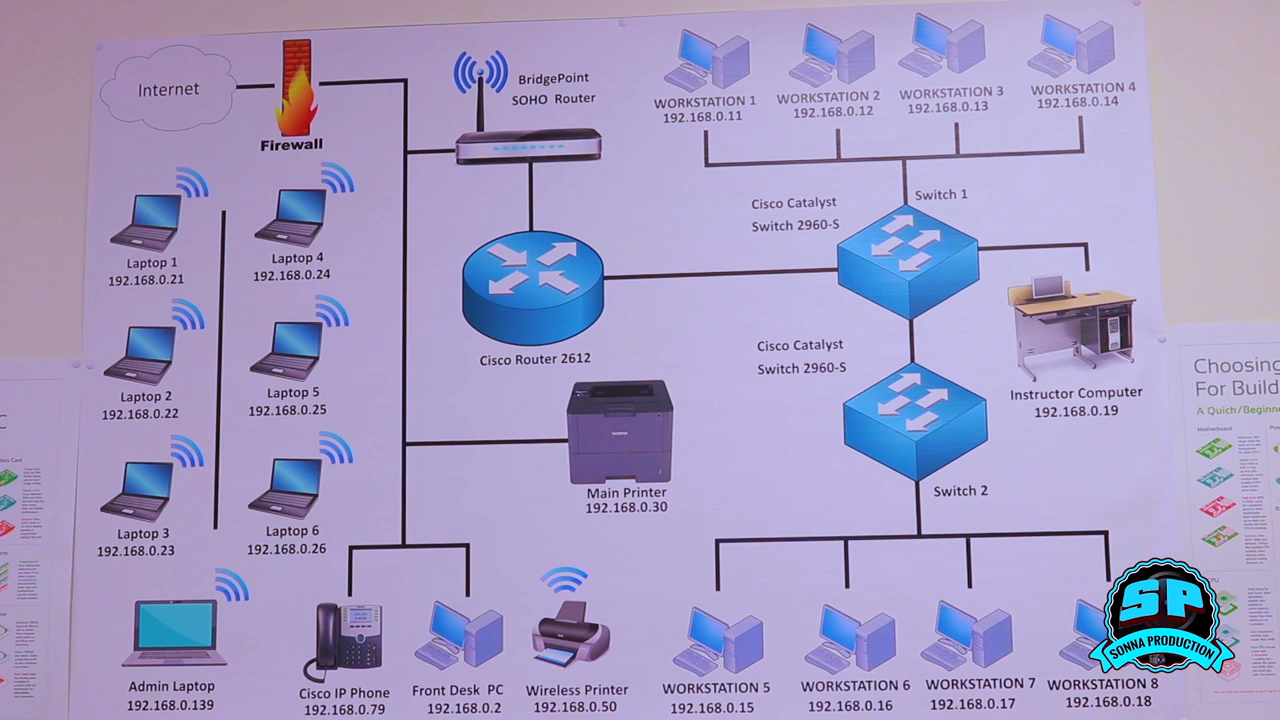 Internet
Firewall
BridgePoint
SOHO Router
WORKSTATION 1
192.168.0.11
WORKSTATION 2
192.168.0.12
WORKSTATION 3
192.168.0.13
WORKSTATION 4
192.168.0.14
Laptop 1
192.168.0.21
Laptop 4
192.168.0.24
Cisco Catalyst
Switch 2960-S
Switch 1
Laptop 2
192.168.0.22
Laptop 5
192.168.0.25
Cisco Router 2612
Cisco Catalyst
Switch 2960-S
Instructor Computer
192.168.0.19
Choosing
For Build
A Quick/Beginne
Motherboard
brother
Main Printer
192.168.0.30
Switch 2
Laptop 3
192.168.0.23
Laptop 6
192.168.0.26
Admin Laptop
192.168.0.139
Cisco IP Phone
192.168.0.79
Front Desk PC
192.168.0.2
Wireless Printer
192.168.0.50
WORKSTATION 5
192.168.0.15
WORKSTATION 6
192.168.0.16
WORKSTATION 7
192.168.0.17
WORKSTATION 8
192.168.0.18
SP
SONNA PRODUCTION